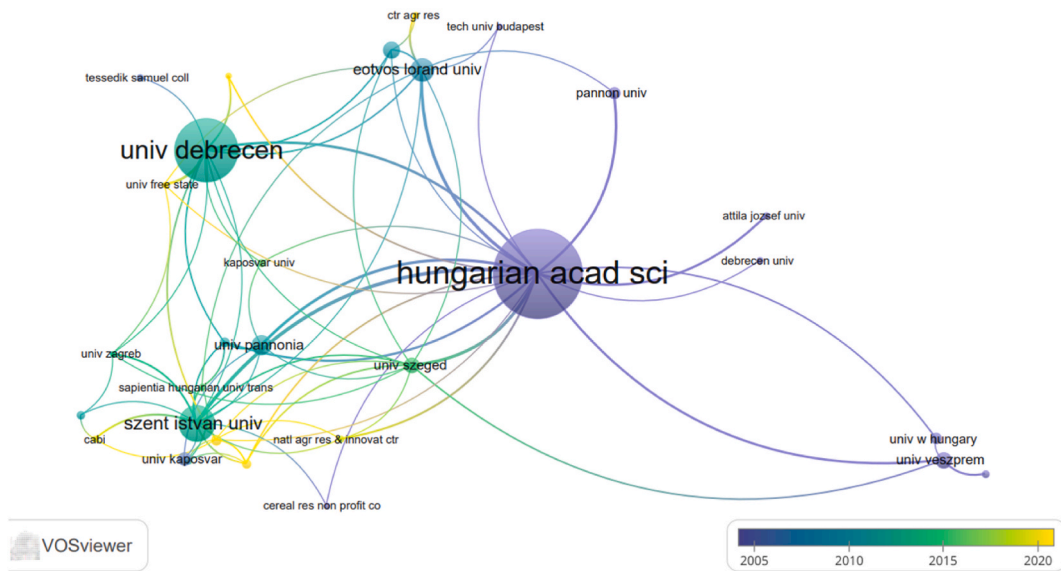 ctr agr res
tech univ budapest
eotvos lorand univ
tessedik samuel coll
pannon univ
univ debrecen
univ free state
attila jozsef univ
kaposvar univ
debrecen univ
hungarian acad sci
univ pannonia
univ zagreb
univ szeged
sapientia hungarian univ trans
szent istvan univ
cabi
natl agr res & innovat ctr
univ w hungary
univ kaposvar
univ veszprem
cereal res non profit co
VOSviewer
2005 2010 2015 2020